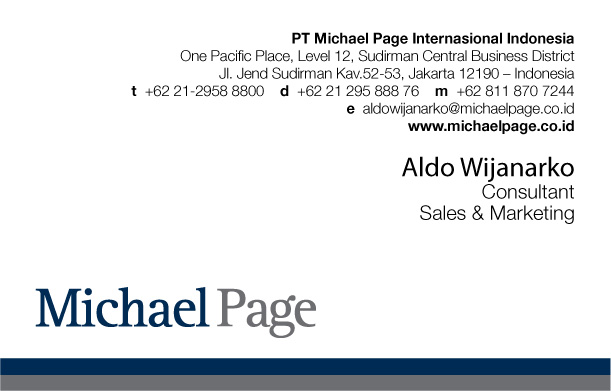 PT Michael Page Internasional Indonesia
One Pacific Place, Level 12, Sudirman Central Business District
Jl. Jend Sudirman Kav.52-53, Jakarta 12190 – Indonesia
t +62 21-2958 8800 d +62 21 295 888 76 m +62 811 870 7244
e aldowijanarko@michaelpage.co.id
www.michaelpage.co.id
Aldo Wijanarko
Consultant
Sales & Marketing
Michael Page